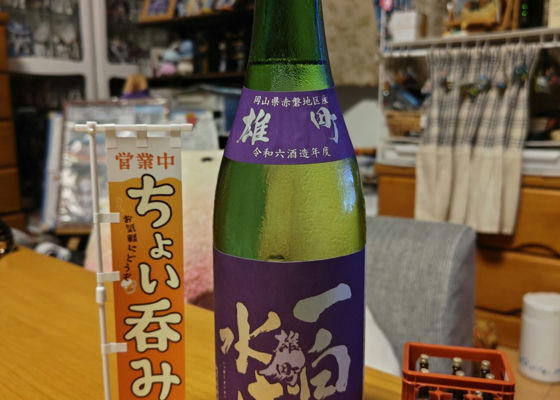 岡山県赤磐地区産
雄町
令和六酒造年度
一白
水
雄町
営業中
ちょい呑み
お気軽にどうぞ